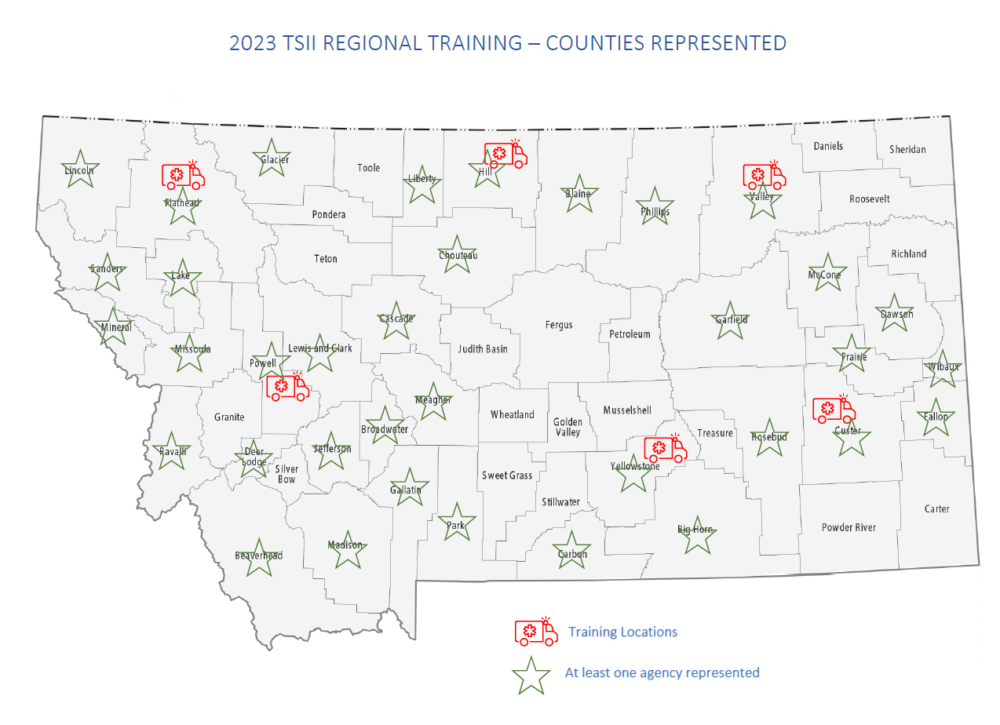 2023 TSII REGIONAL TRAINING – COUNTIES REPRESENTED
Daniels
Sheridan
Glacier
Toole
Lincoln
Hill
Liberty
Blaine
Valley
Roosevelt
Flathead
Phillips
Pondera
Teton
Chouteau
Richland
Sanders
Lake
McCone
Dawson
Cascade
Garfield
Mineral
Fergus
Petroleum
Missoula
Lewis and Clark
Judith Basin
Powell
Prairie
Wibaux
Meagher
Granite
Wheatland
Musselshell
Fallon
Golden
Valley
Broadwater
Treasure
Custer
Rosebud
Ravalli
Deer
Lodge
Jefferson
Silver
Bow
Yellowstone
Sweet Grass
Gallatin
Stillwater
Carter
Park
Big Horn
Powder River
Madison
Beaverhead
Carbon
Training Locations
At least one agency represented